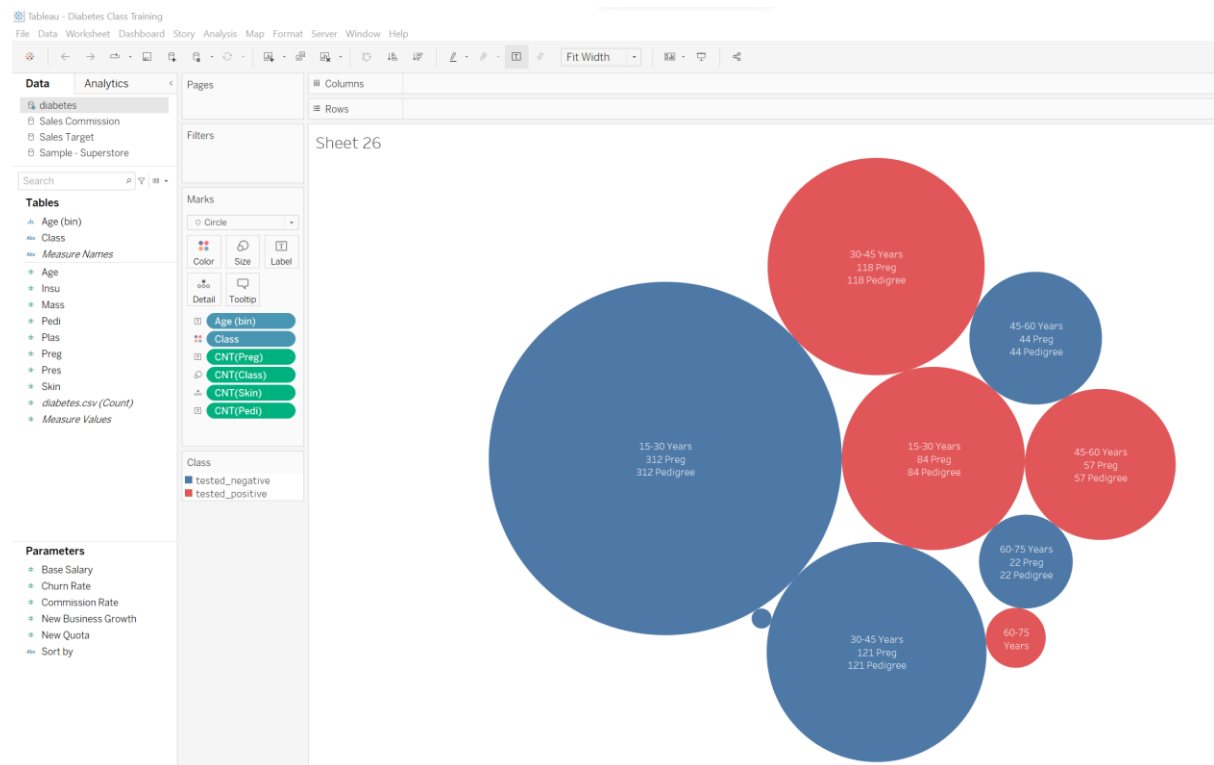 Tableau - Diabetes Class Training
File Data Worksheet Dashboard Story Analysis Map Format Server Window Help
Fit Width
Data Analytics
diabetes
Sales Commission
Sales Target
Sample - Superstore
Search
Tables
Age (bin)
Abc Class
Abc Measure Names
Age
Insu
Mass
Pedi
Plas
Preg
Pres
Skin
diabetes.csv (Count)
Measure Values
Parameters
Base Salary
Churn Rate
Commission Rate
New Business Growth
New Quota
Abc Sort by
Pages
Filters
Marks
Circle
Color Size Label
Detail Tooltip
Age (bin)
Class
CNT(Preg)
CNT(Class)
CNT(Skin)
CNT(Pedi)
Class
tested_negative
tested_positive
Columns
Rows
Sheet 26
30-45 Years
118 Preg
118 Pedigree
45-60 Years
44 Preg
44 Pedigree
15-30 Years
312 Preg
312 Pedigree
15-30 Years
84 Preg
84 Pedigree
45-60 Years
57 Preg
57 Pedigree
60-75 Years
22 Preg
22 Pedigree
30-45 Years
121 Preg
121 Pedigree
60-75
Years